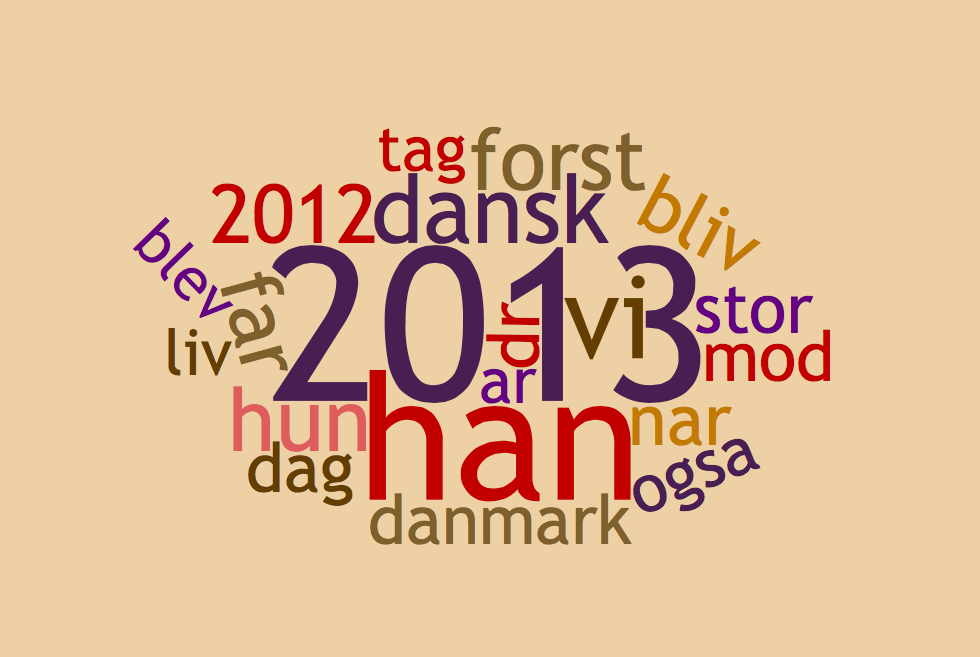 tag
forst
2012
dansk
bliv
blev
far
2013
dr
vi
stor
liv
ar
mod
hun
han
nar
dag
ogsa
danmark